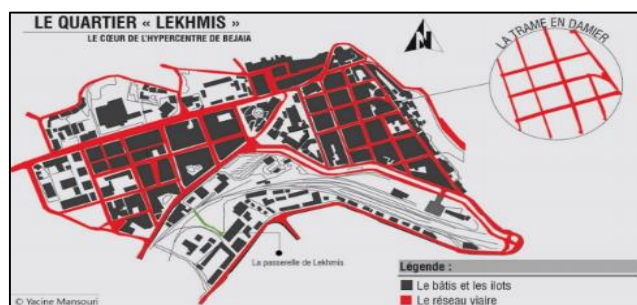 LE QUARTIER « LEKHMIS »
LE CŒUR DE L'HYPERCENTRE DE BEJAIA
N
LA TRAME EN DAMIER
La passerelle de Lekhmis
Légende :
Le bâtis et les ilots
Le réseau viaire
© Yacine Mansouri